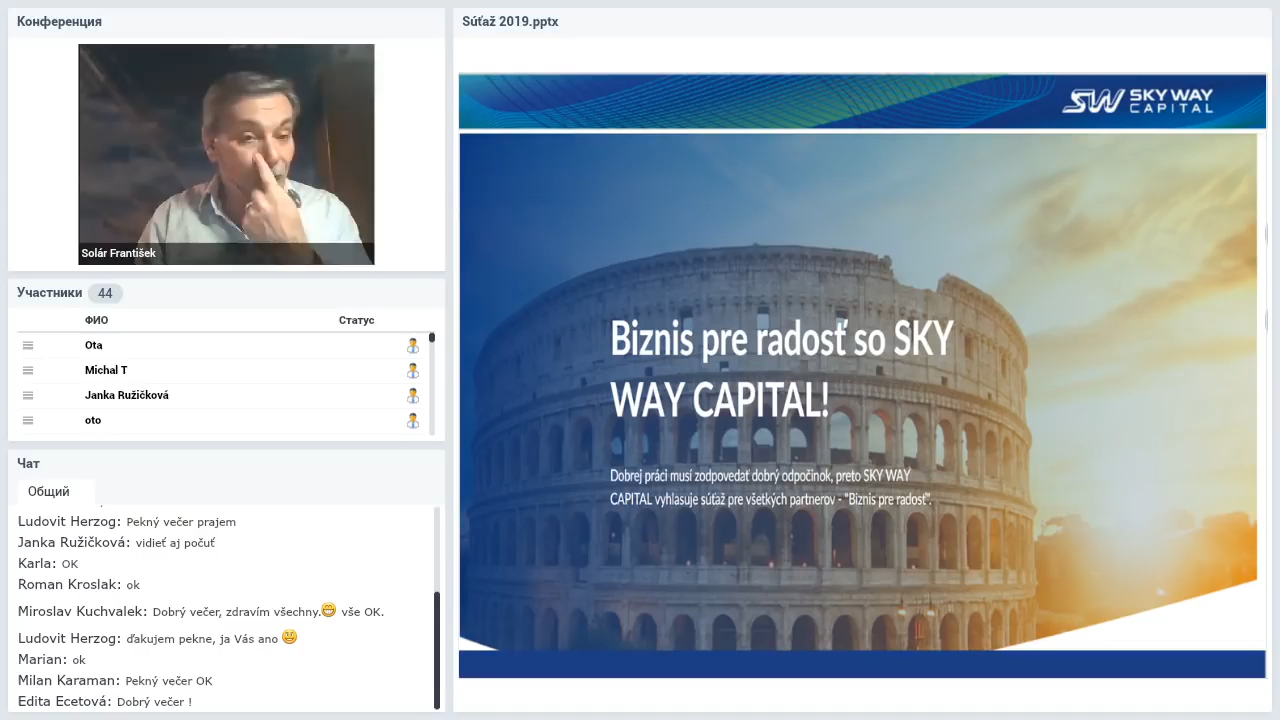 Конференция
Solár František
Участники 44
ФИО Статус
Ota
Michal T
Janka Ružičková
oto
Чат
Общий
Ludovit Herzog: Pekný večer prajem
Janka Ružičková: vidieť aj počuť
Karla: OK
Roman Kroslak: ok
Miroslav Kuchvalek: Dobrý večer, zdravím všechny. vše OK.
Ludovit Herzog: ďakujem pekne, ja Vás ano
Marian: ok
Milan Karaman: Pekný večer OK
Edita Ecetová: Dobrý večer !
Súťaž 2019.pptx
SW SKY WAY
CAPITAL
Biznis pre radosť so SKY
WAY CAPITAL!
Dobrej práci musí zodpovedať dobrý odpočinok, preto SKY WAY
CAPITAL vyhlasuje súťaž pre všetkých partnerov - "Biznis pre radosť".